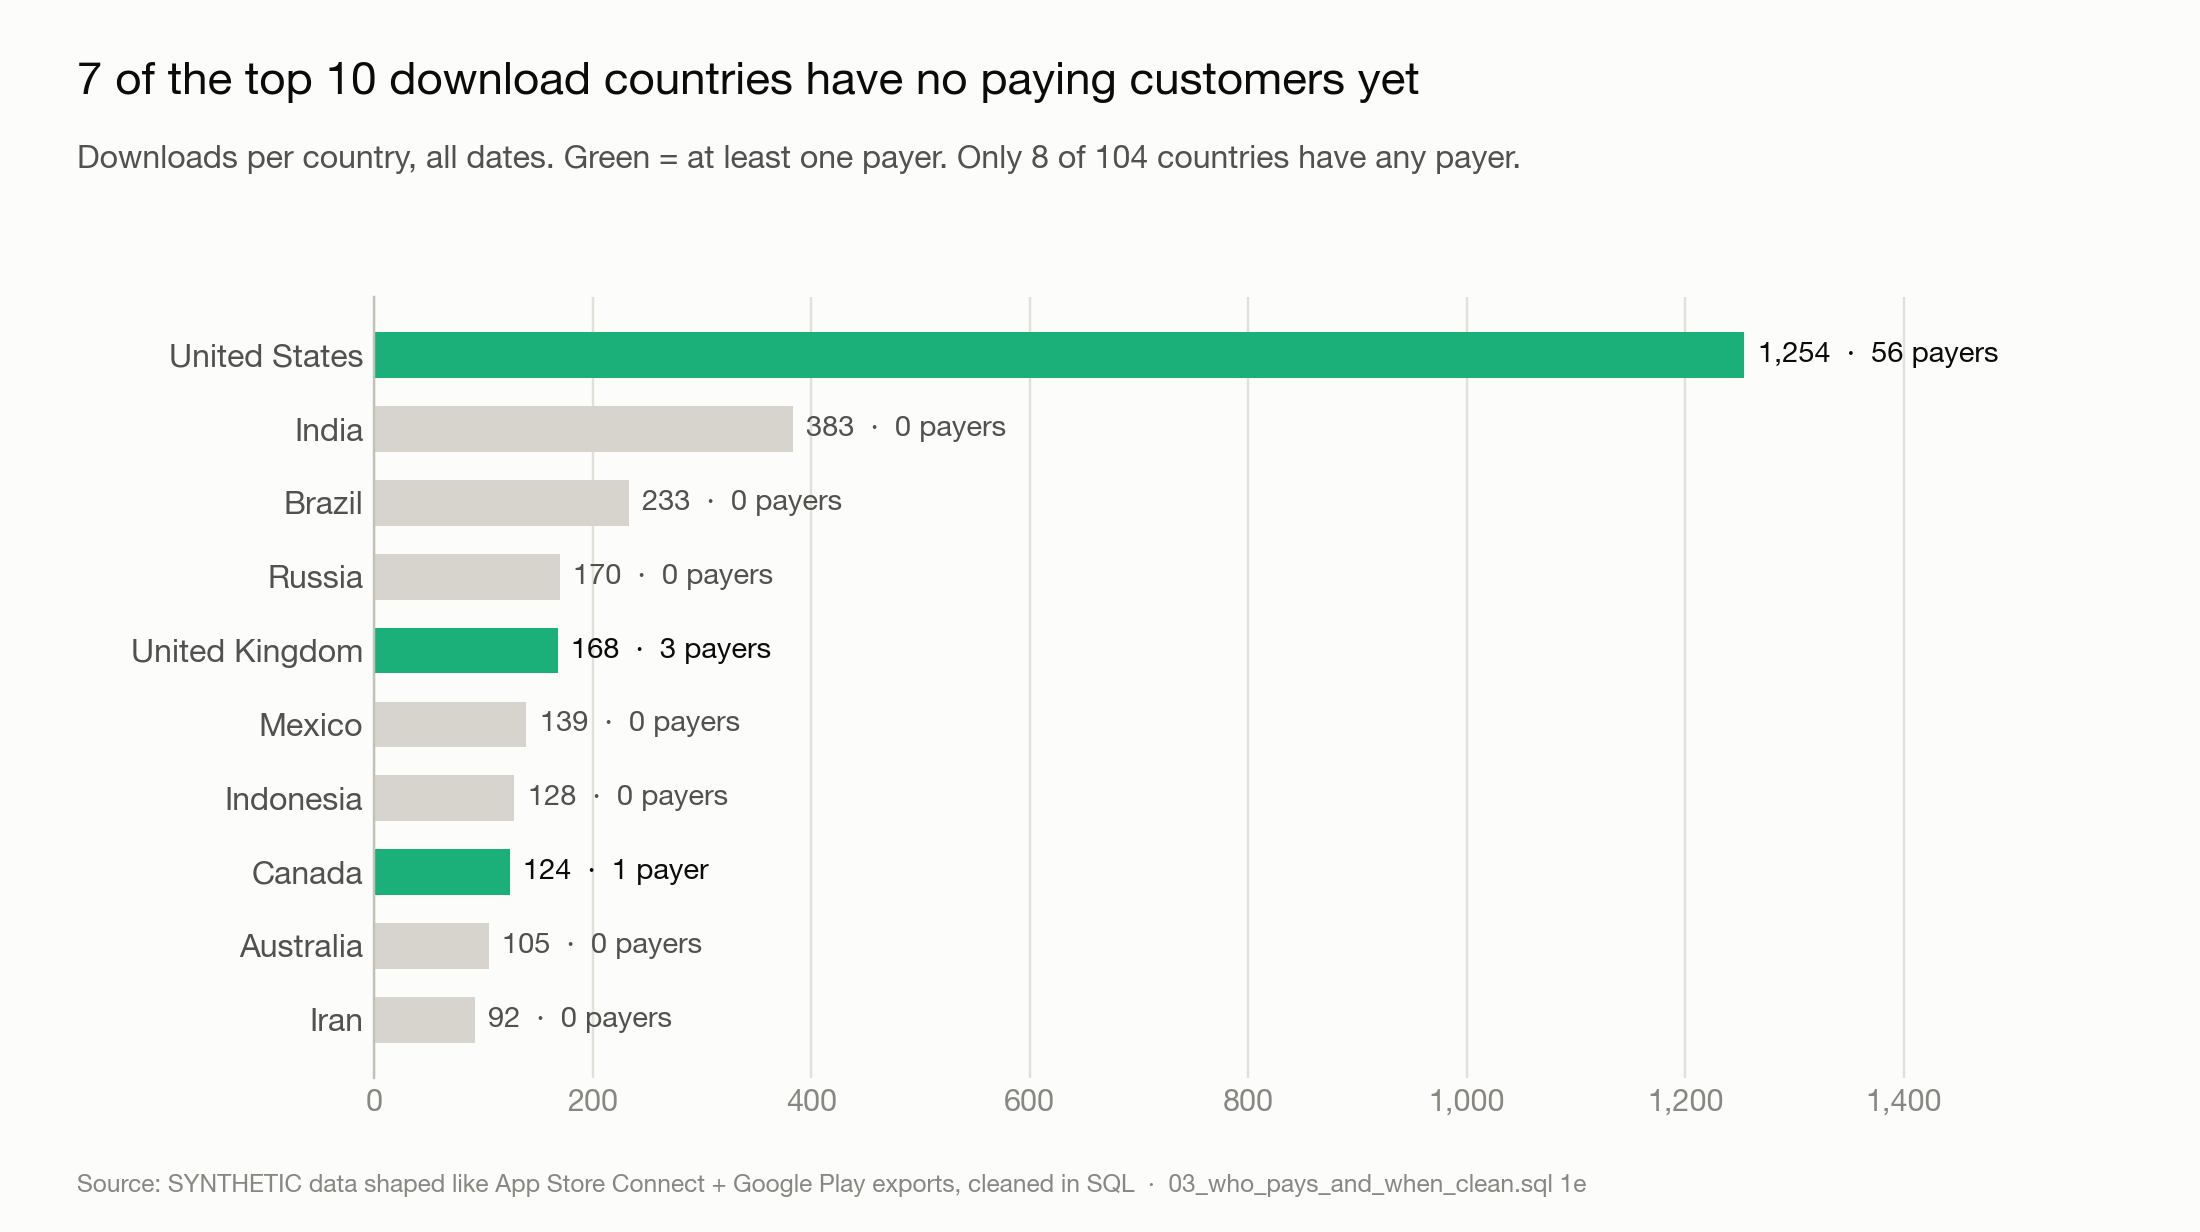 7 of the top 10 download countries have no paying customers yet
Downloads per country, all dates. Green = at least one payer. Only 8 of 104 countries have any payer.
United States 1,254 · 56 payers
India 383 · 0 payers
Brazil 233 · 0 payers
Russia 170 · 0 payers
United Kingdom 168 · 3 payers
Mexico 139 · 0 payers
Indonesia 128 · 0 payers
Canada 124 · 1 payer
Australia 105 · 0 payers
Iran 92 · 0 payers
0 200 400 600 800 1,000 1,200 1,400
Source: SYNTHETIC data shaped like App Store Connect + Google Play exports, cleaned in SQL · 03_who_pays_and_when_clean.sql 1e